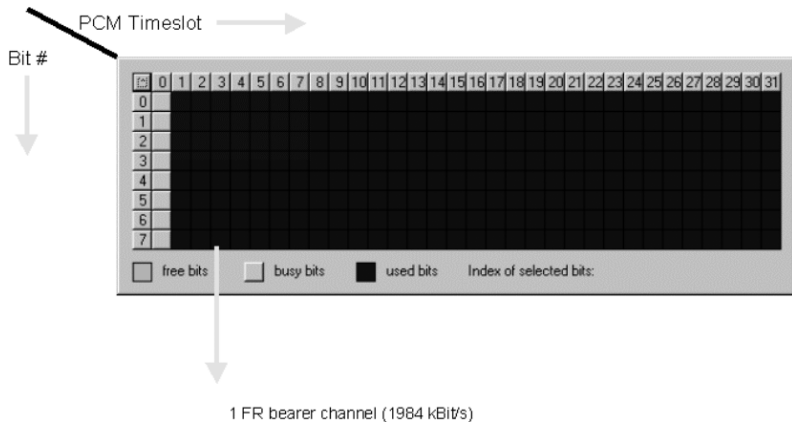 PCM Timeslot
Bit #
0 1 2 3 4 5 6 7 8 9 10 11 12 13 14 15 16 17 18 19 20 21 22 23 24 25 26 27 28 29 30 31
0
1
2
3
4
5
6
7
free bits busy bits used bits Index of selected bits:
1 FR bearer channel (1984 kBit/s)